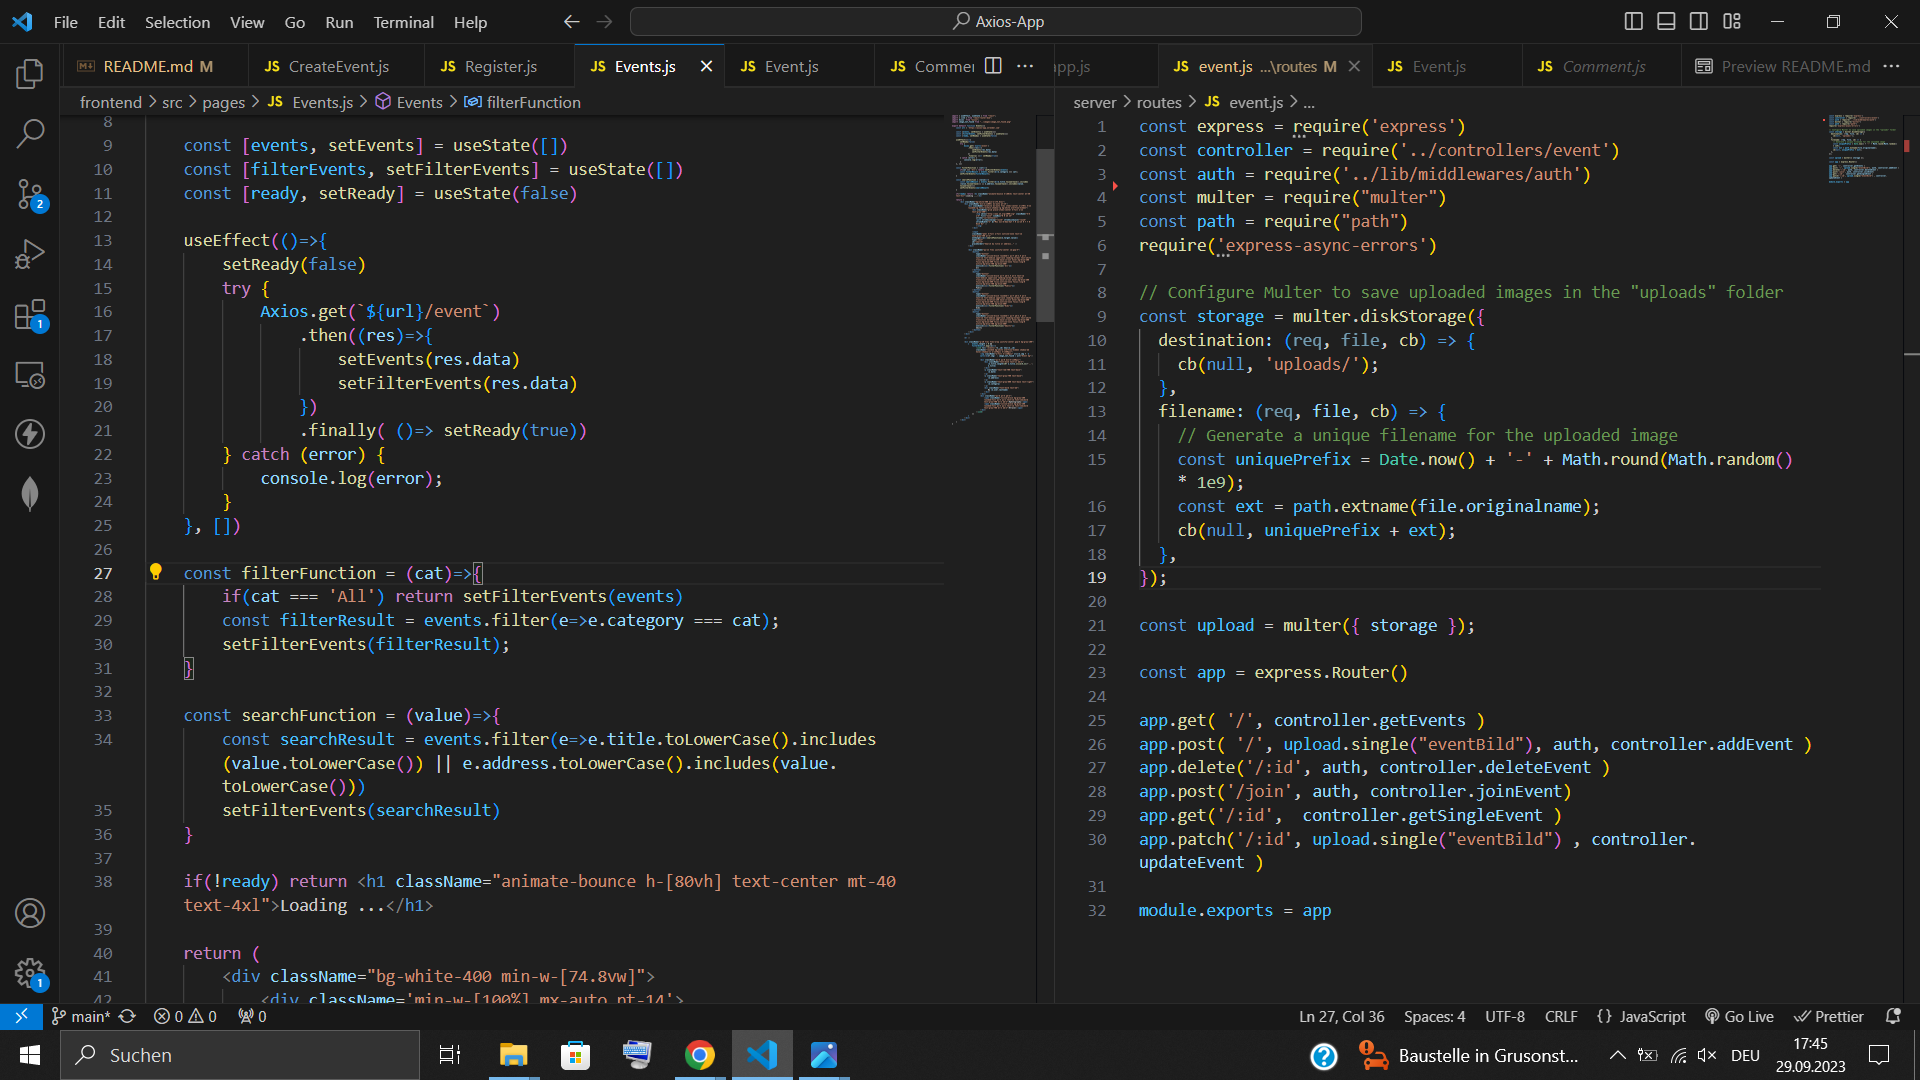 File Edit Selection View Go Run Terminal Help
Axios-App
README.md M
JS CreateEvent.js
JS Register.js
JS Events.js
JS Event.js
JS Comme
pp.js
JS event.js ...\routes M
JS Event.js
JS Comment.js
Preview README.md
frontend > src > pages > JS Events.js > Events > filterFunction
8
9 const [events, setEvents] = useState([])
10 const [filterEvents, setFilterEvents] = useState([])
11 const [ready, setReady] = useState(false)
12
13 useEffect(()=>{
14 setReady(false)
15 try {
16 Axios.get(`${url}/event`)
17 .then((res)=>{
18 setEvents(res.data)
19 setFilterEvents(res.data)
20 })
21 .finally( ()=> setReady(true))
22 } catch (error) {
23 console.log(error);
24 }
25 }, [])
26
27 const filterFunction = (cat)=>{
28 if(cat === 'All') return setFilterEvents(events)
29 const filterResult = events.filter(e=>e.category === cat);
30 setFilterEvents(filterResult);
31 }
32
33 const searchFunction = (value)=>{
34 const searchResult = events.filter(e=>e.title.toLowerCase().includes
(value.toLowerCase()) || e.address.toLowerCase().includes(value.
toLowerCase()))
35 setFilterEvents(searchResult)
36 }
37
38 if(!ready) return <h1 className="animate-bounce h-[80vh] text-center mt-40
text-4xl">Loading ...</h1>
39
40 return (
41 <div className="bg-white-400 min-w-[74.8vw]">
42 <div className='min-w-[100%] mx-auto pt-14'>
server > routes > JS event.js > ...
1 const express = require('express')
2 const controller = require('../controllers/event')
3 const auth = require('../lib/middlewares/auth')
4 const multer = require("multer")
5 const path = require("path")
6 require('express-async-errors')
7
8 // Configure Multer to save uploaded images in the "uploads" folder
9 const storage = multer.diskStorage({
10 destination: (req, file, cb) => {
11 cb(null, 'uploads/');
12 },
13 filename: (req, file, cb) => {
14 // Generate a unique filename for the uploaded image
15 const uniquePrefix = Date.now() + '-' + Math.round(Math.random()
* 1e9);
16 const ext = path.extname(file.originalname);
17 cb(null, uniquePrefix + ext);
18 },
19 });
20
21 const upload = multer({ storage });
22
23 const app = express.Router()
24
25 app.get( '/', controller.getEvents )
26 app.post( '/', upload.single("eventBild"), auth, controller.addEvent )
27 app.delete('/:id', auth, controller.deleteEvent )
28 app.post('/join', auth, controller.joinEvent)
29 app.get('/:id', controller.getSingleEvent )
30 app.patch('/:id', upload.single("eventBild") , controller.
updateEvent )
31
32 module.exports = app
2
1
1
main* 0 0 0
Ln 27, Col 36 Spaces: 4 UTF-8 CRLF {} JavaScript Go Live Prettier
Suchen
Baustelle in Grusonst...
DEU
17:45
29.09.2023